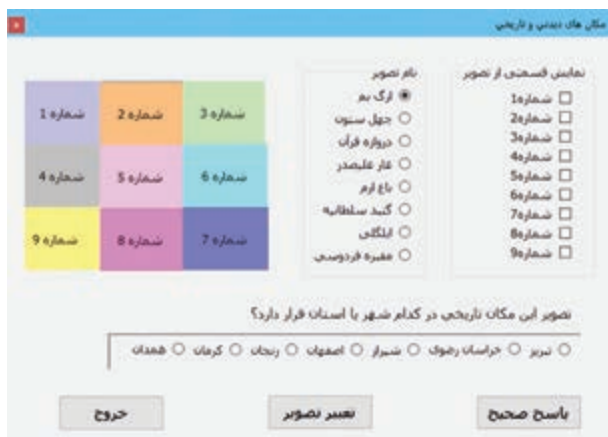 مکان های دیدنی و تاریخی
نمایش قسمتی از تصویر
شماره1
شماره2
شماره3
شماره4
شماره5
شماره6
شماره7
شماره8
شماره9
نام تصویر
ارگ بم
چهل ستون
دروازه قرآن
غار علیصدر
باغ ارم
گنبد سلطانیه
ایلگلی
مقبره فردوسی
شماره 1
شماره 2
شماره 3
شماره 4
شماره 5
شماره 6
شماره 9
شماره 8
شماره 7
تصویر این مکان تاریخی در کدام شهر یا استان قرار دارد؟
تبریز خراسان رضوی شیراز اصفهان زنجان کرمان همدان
پاسخ صحیح
تغییر تصویر
خروج